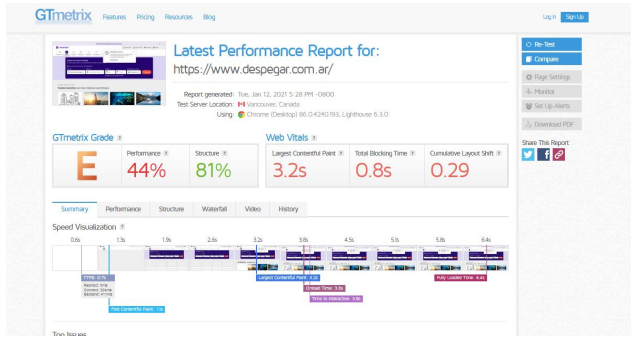 GTmetrix Features Pricing Resources Blog Log In Sign Up
Latest Performance Report for:
https://www.despegar.com.ar/
Report generated: Tue, Jan 12, 2021 5:28 PM -0800
Test Server Location: Vancouver, Canada
Using: Chrome (Desktop) 86.0.4240.193, Lighthouse 6.3.0
Re-Test
Compare
Page Settings
Monitor
Set Up Alerts
Download PDF
Share This Report
GTmetrix Grade ?
E
Performance ?
44%
Structure ?
81%
Web Vitals ?
Largest Contentful Paint ?
3.2s
Total Blocking Time ?
0.8s
Cumulative Layout Shift ?
0.29
Summary Performance Structure Waterfall Video History
Speed Visualization ?
0.6s 1.3s 1.9s 2.6s 3.2s 3.8s 4.5s 5.1s 5.8s 6.4s
TTFB: 0.7s
Redirect: 0ms
Backend: 411ms
First Contentful Paint: 1.1s
Largest Contentful Paint: 3.2s
Onload Time: 3.9s
Time to Interactive: 3.9s
Fully Loaded Time: 6.4s
Top Issues